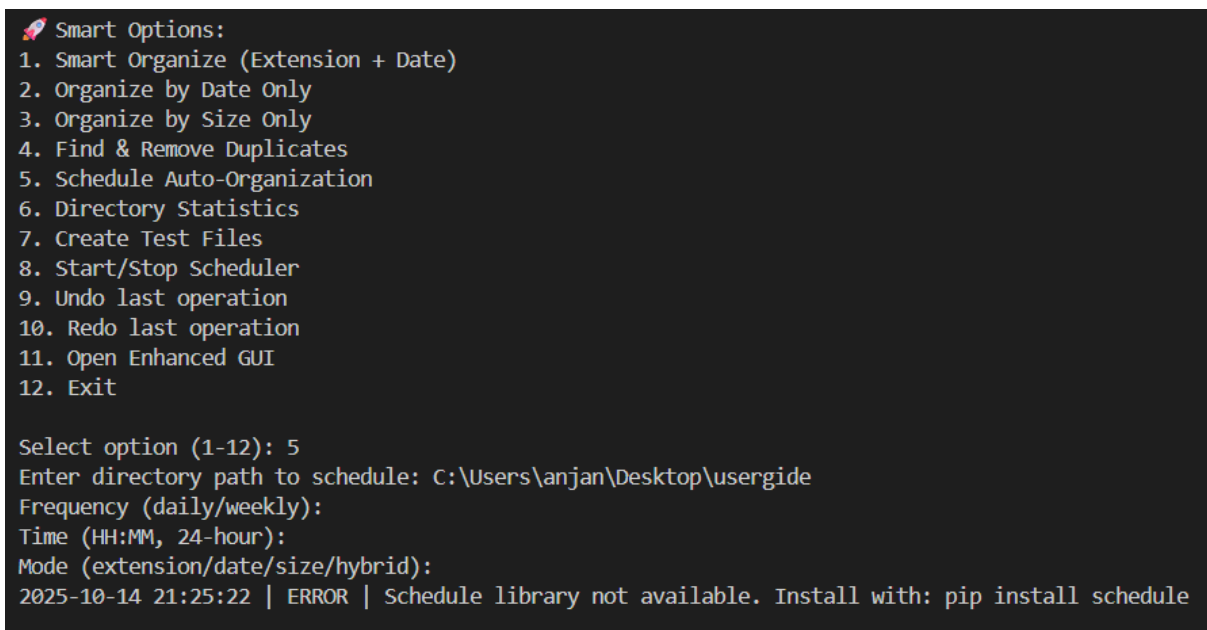 🚀 Smart Options:
1. Smart Organize (Extension + Date)
2. Organize by Date Only
3. Organize by Size Only
4. Find & Remove Duplicates
5. Schedule Auto-Organization
6. Directory Statistics
7. Create Test Files
8. Start/Stop Scheduler
9. Undo last operation
10. Redo last operation
11. Open Enhanced GUI
12. Exit
Select option (1-12): 5
Enter directory path to schedule: C:\Users\anjan\Desktop\usergide
Frequency (daily/weekly):
Time (HH:MM, 24-hour):
Mode (extension/date/size/hybrid):
2025-10-14 21:25:22 | ERROR | Schedule library not available. Install with: pip install schedule